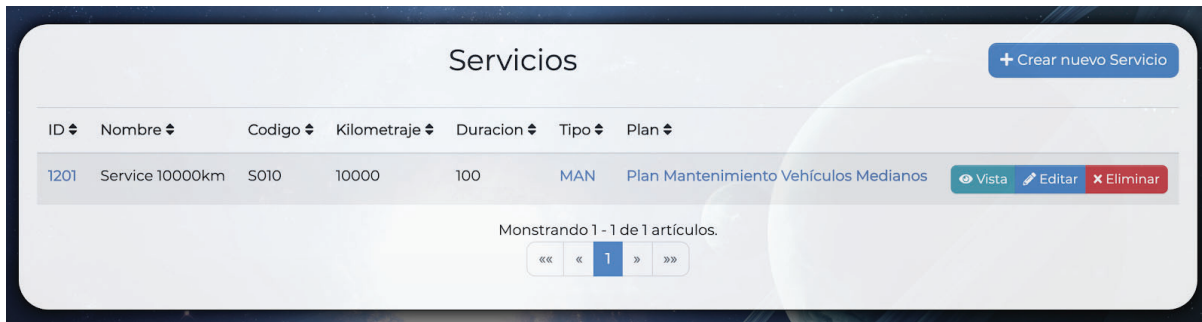 Servicios
+ Crear nuevo Servicio
ID Nombre Codigo Kilometraje Duracion Tipo Plan
1201 Service 10000km S010 10000 100 MAN Plan Mantenimiento Vehículos Medianos Vista Editar × Eliminar
Monstrando 1 - 1 de 1 artículos.
«« « 1 » »»